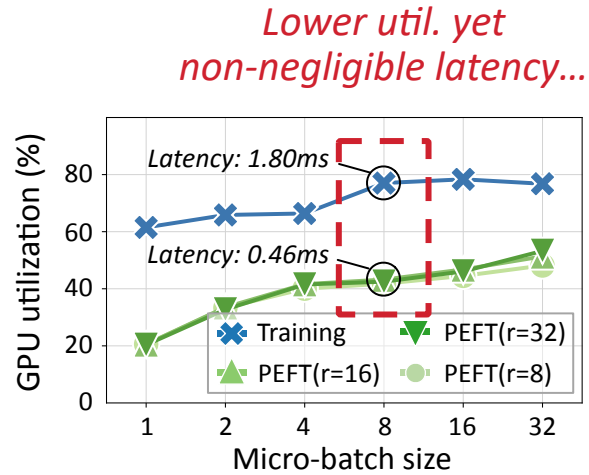 Lower util. yet
non-negligible latency…
GPU utilization (%)
80
60
40
20
0
Latency: 1.80ms
Latency: 0.46ms
Training
PEFT(r=32)
PEFT(r=16)
PEFT(r=8)
1 2 4 8 16 32
Micro-batch size